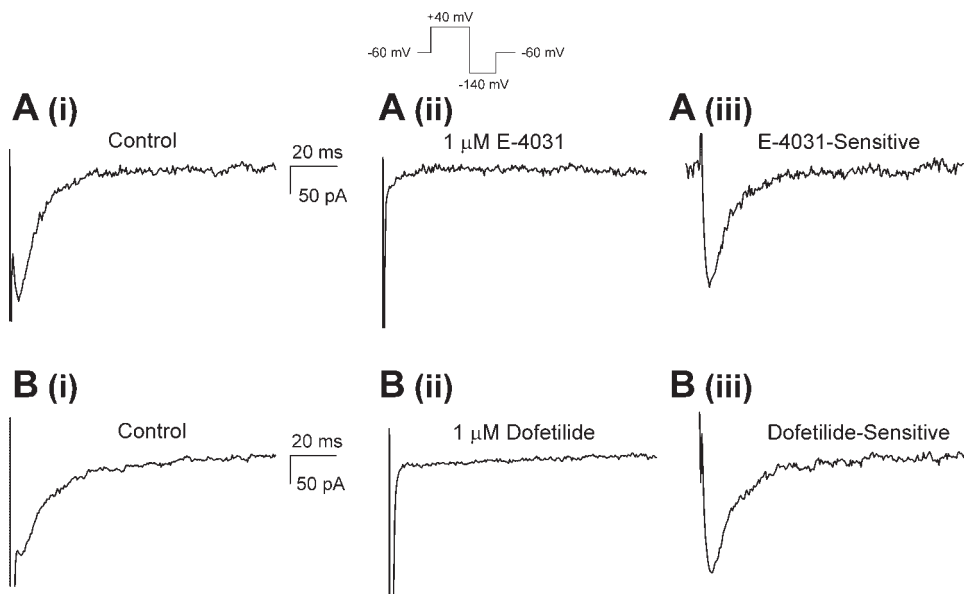 +40 mV
-60 mV
-60 mV
-140 mV
A (i)
A (ii)
A (iii)
Control
1 μM E-4031
E-4031-Sensitive
20 ms
50 pA
B (i)
B (ii)
B (iii)
Control
1 μM Dofetilide
Dofetilide-Sensitive
20 ms
50 pA